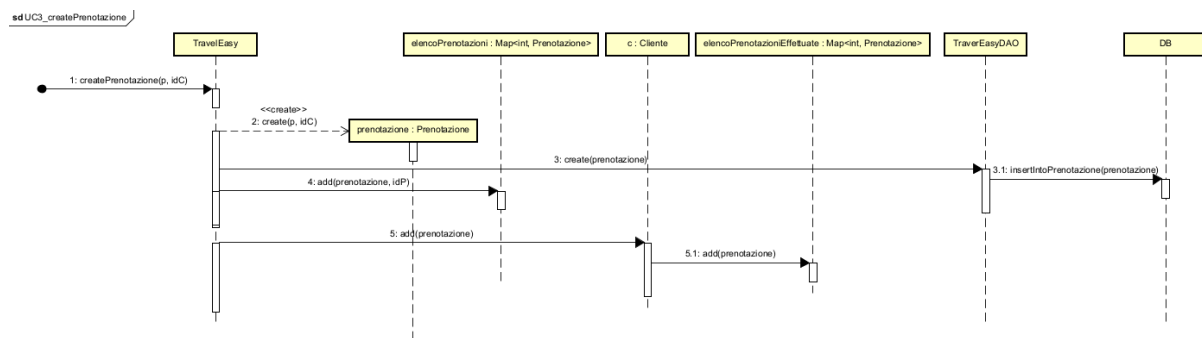 sd UC3_createPrenotazione
TravelEasy
elencoPrenotazioni : Map<int, Prenotazione>
c : Cliente
elencoPrenotazioniEffettuate : Map<int, Prenotazione>
TraverEasyDAO
DB
1: createPrenotazione(p, idC)
<<create>>
2: create(p, idC)
prenotazione : Prenotazione
3: create(prenotazione)
3.1: insertIntoPrenotazione(prenotazione)
4: add(prenotazione, idP)
5: add(prenotazione)
5.1: add(prenotazione)